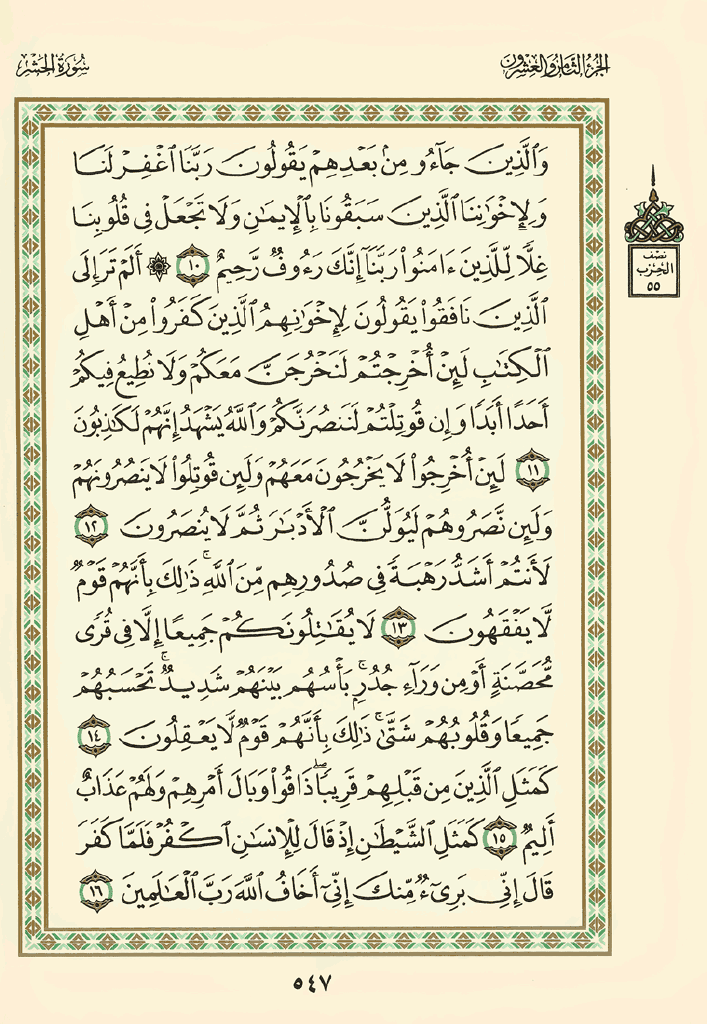 الجزء الثامن والعشرون
سورة الحشر
وَالَّذِينَ جَاءُو مِنۢ بَعْدِهِمْ يَقُولُونَ رَبَّنَا ٱغْفِرْ لَنَا
وَلِإِخْوَٰنِنَا ٱلَّذِينَ سَبَقُونَا بِٱلْإِيمَٰنِ وَلَا تَجْعَلْ فِى قُلُوبِنَا
غِلًّا لِّلَّذِينَ ءَامَنُوا۟ رَبَّنَآ إِنَّكَ رَءُوفٌ رَّحِيمٌ ١٠ ۞ أَلَمْ تَرَ إِلَى
ٱلَّذِينَ نَافَقُوا۟ يَقُولُونَ لِإِخْوَٰنِهِمُ ٱلَّذِينَ كَفَرُوا۟ مِنْ أَهْلِ
ٱلْكِتَٰبِ لَئِنْ أُخْرِجْتُمْ لَنَخْرُجَنَّ مَعَكُمْ وَلَا نُطِيعُ فِيكُمْ
أَحَدًا أَبَدًا وَإِن قُوتِلْتُمْ لَنَنصُرَنَّكُمْ وَٱللَّهُ يَشْهَدُ إِنَّهُمْ لَكَٰذِبُونَ
١١ لَئِنْ أُخْرِجُوا۟ لَا يَخْرُجُونَ مَعَهُمْ وَلَئِن قُوتِلُوا۟ لَا يَنصُرُونَهُمْ
وَلَئِن نَّصَرُوهُمْ لَيُوَلُّنَّ ٱلْأَدْبَٰرَ ثُمَّ لَا يُنصَرُونَ ١٢
لَأَنتُمْ أَشَدُّ رَهْبَةً فِى صُدُورِهِم مِّنَ ٱللَّهِ ۚ ذَٰلِكَ بِأَنَّهُمْ قَوْمٌ
لَّا يَفْقَهُونَ ١٣ لَا يُقَٰتِلُونَكُمْ جَمِيعًا إِلَّا فِى قُرًى
مُّحَصَّنَةٍ أَوْ مِن وَرَآءِ جُدُرٍۭ ۚ بَأْسُهُم بَيْنَهُمْ شَدِيدٌ ۚ تَحْسَبُهُمْ
جَمِيعًا وَقُلُوبُهُمْ شَتَّىٰ ۚ ذَٰلِكَ بِأَنَّهُمْ قَوْمٌ لَّا يَعْقِلُونَ ١٤
كَمَثَلِ ٱلَّذِينَ مِن قَبْلِهِمْ قَرِيبًا ۖ ذَاقُوا۟ وَبَالَ أَمْرِهِمْ وَلَهُمْ عَذَابٌ
أَلِيمٌ ١٥ كَمَثَلِ ٱلشَّيْطَٰنِ إِذْ قَالَ لِلْإِنسَٰنِ ٱكْفُرْ فَلَمَّا كَفَرَ
قَالَ إِنِّى بَرِىٓءٌ مِّنكَ إِنِّىٓ أَخَافُ ٱللَّهَ رَبَّ ٱلْعَٰلَمِينَ ١٦
نصف
الحزب
٥٥
٥٤٧